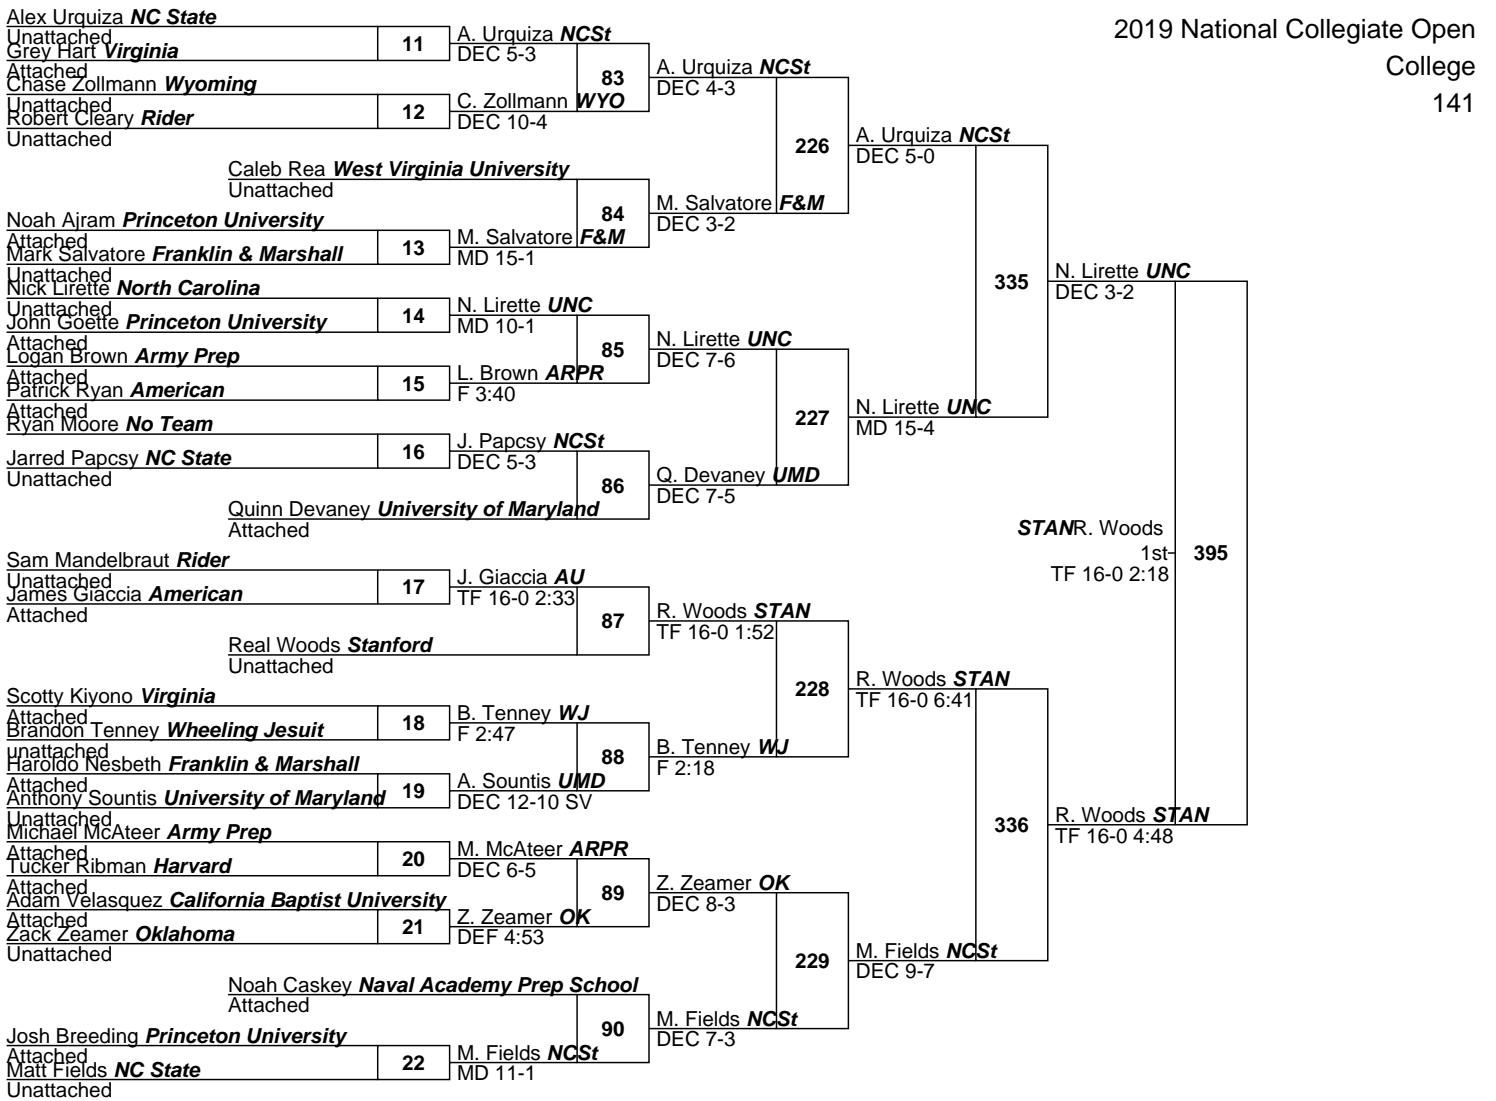 2019 National Collegiate Open
College
141
Alex Urquiza NC State
Unattached
Grey Hart Virginia
Attached
Chase Zollmann Wyoming
Unattached
Robert Cleary Rider
Unattached
Caleb Rea West Virginia University
Unattached
Noah Ajram Princeton University
Attached
Mark Salvatore Franklin & Marshall
Unattached
Nick Lirette North Carolina
Unattached
John Goette Princeton University
Attached
Logan Brown Army Prep
Attached
Patrick Ryan American
Attached
Ryan Moore No Team
Jarred Papcsy NC State
Unattached
Quinn Devaney University of Maryland
Attached
Sam Mandelbraut Rider
Unattached
James Giaccia American
Attached
Real Woods Stanford
Unattached
Scotty Kiyono Virginia
Attached
Brandon Tenney Wheeling Jesuit
unattached
Haroldo Nesbeth Franklin & Marshall
Attached
Anthony Sountis University of Maryland
Unattached
Michael McAteer Army Prep
Attached
Tucker Ribman Harvard
Attached
Adam Velasquez California Baptist University
Attached
Zack Zeamer Oklahoma
Unattached
Noah Caskey Naval Academy Prep School
Attached
Josh Breeding Princeton University
Attached
Matt Fields NC State
Unattached
11
A. Urquiza NCSt
DEC 5-3
12
C. Zollmann WYO
DEC 10-4
13
M. Salvatore F&M
MD 15-1
14
N. Lirette UNC
MD 10-1
15
L. Brown ARPR
F 3:40
16
J. Papcsy NCSt
DEC 5-3
17
J. Giaccia AU
TF 16-0 2:33
18
B. Tenney WJ
F 2:47
19
A. Sountis UMD
DEC 12-10 SV
20
M. McAteer ARPR
DEC 6-5
21
Z. Zeamer OK
DEF 4:53
22
M. Fields NCSt
MD 11-1
83
A. Urquiza NCSt
DEC 4-3
84
M. Salvatore F&M
DEC 3-2
85
N. Lirette UNC
DEC 7-6
86
Q. Devaney UMD
DEC 7-5
87
R. Woods STAN
TF 16-0 1:52
88
B. Tenney WJ
F 2:18
89
Z. Zeamer OK
DEC 8-3
90
M. Fields NCSt
DEC 7-3
226
A. Urquiza NCSt
DEC 5-0
227
N. Lirette UNC
MD 15-4
228
R. Woods STAN
TF 16-0 6:41
229
M. Fields NCSt
DEC 9-7
335
N. Lirette UNC
DEC 3-2
336
R. Woods STAN
TF 16-0 4:48
STANR. Woods
1st
395
TF 16-0 2:18